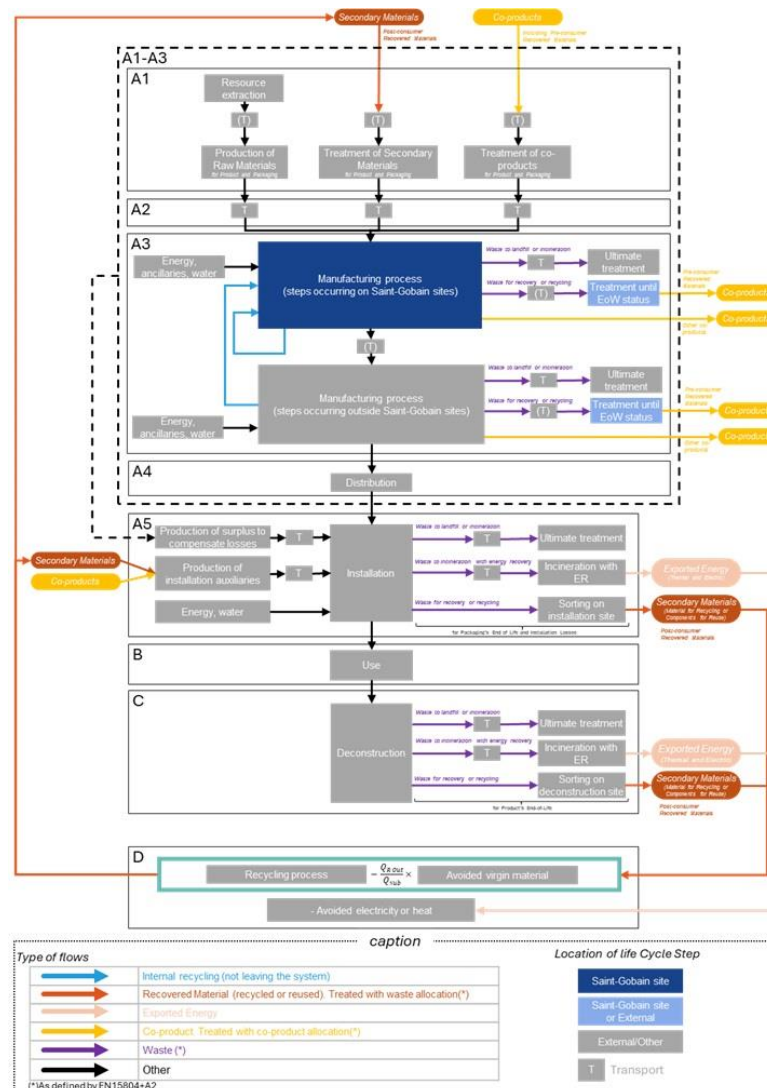 Secondary Materials
Co-products
Post-consumer
Recovered Materials
Including Pre-consumer
Recovered Materials
A1-A3
A1
Resource
extraction
(T)
(T)
(T)
Production of
Raw Materials
for Product and Packaging
Treatment of Secondary
Materials
for Product and Packaging
Treatment of co-
products
for Product and Packaging
A2
T
T
T
A3
Energy,
ancillaries, water
Manufacturing process
(steps occurring on Saint-Gobain sites)
Waste to landfill or incineration
T
Ultimate
treatment
Waste for recovery or recycling
(T)
Treatment until
EoW status
Pre-consumer
Recovered
Materials
Co-products
Other co-
products
Co-products
(T)
Manufacturing process
(steps occurring outside Saint-Gobain sites)
Energy,
ancillaries, water
Waste to landfill or incineration
T
Ultimate
treatment
Waste for recovery or recycling
(T)
Treatment until
EoW status
Pre-consumer
Recovered
Materials
Co-products
Other co-
products
Co-products
A4
Distribution
A5
Production of surplus to
compensate losses
T
Secondary Materials
Co-products
Production of
installation auxiliaries
T
Energy, water
Installation
Waste to landfill or incineration
T
Ultimate treatment
Waste to incineration with energy recovery
T
Incineration with
ER
Exported Energy
(Thermal and Electric)
Waste for recovery or recycling
Sorting on
installation site
Secondary Materials
(Material for Recycling or
Components for Reuse)
Post-consumer
Recovered
Materials
for Packaging's End of Life and Installation Losses
B
Use
C
Deconstruction
Waste to landfill or incineration
T
Ultimate treatment
Waste to incineration with energy recovery
T
Incineration with
ER
Exported Energy
(Thermal and Electric)
Waste for recovery or recycling
Sorting on
deconstruction site
Secondary Materials
(Material for Recycling or
Components for Reuse)
Post-consumer
Recovered
Materials
for Product's End-of-Life
D
Recycling process
− Q_R Out / Q_sub ×
Avoided virgin material
- Avoided electricity or heat
caption
Type of flows
Location of life Cycle Step
Internal recycling (not leaving the system)
Recovered Material (recycled or reused). Treated with waste allocation(*)
Exported Energy
Co-product Treated with co-product allocation(*)
Waste (*)
Other
(*)As defined by EN15804+A2
Saint-Gobain site
Saint-Gobain site
or External
External/Other
T
Transport